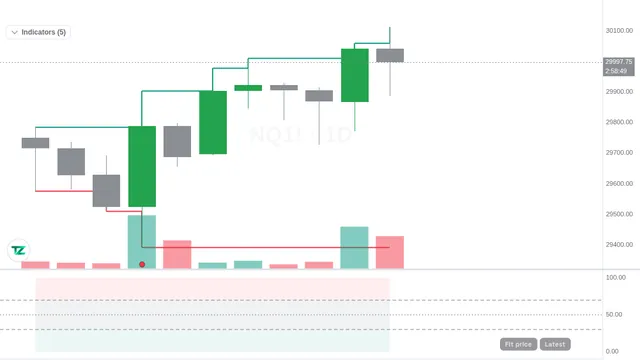 Indicators (5)
NQ1! 1D
30100.00
29997.75
2:58:49
29900.00
29800.00
29700.00
29600.00
29500.00
29400.00
TZ
100.00
50.00
0.00
Fit price
Latest